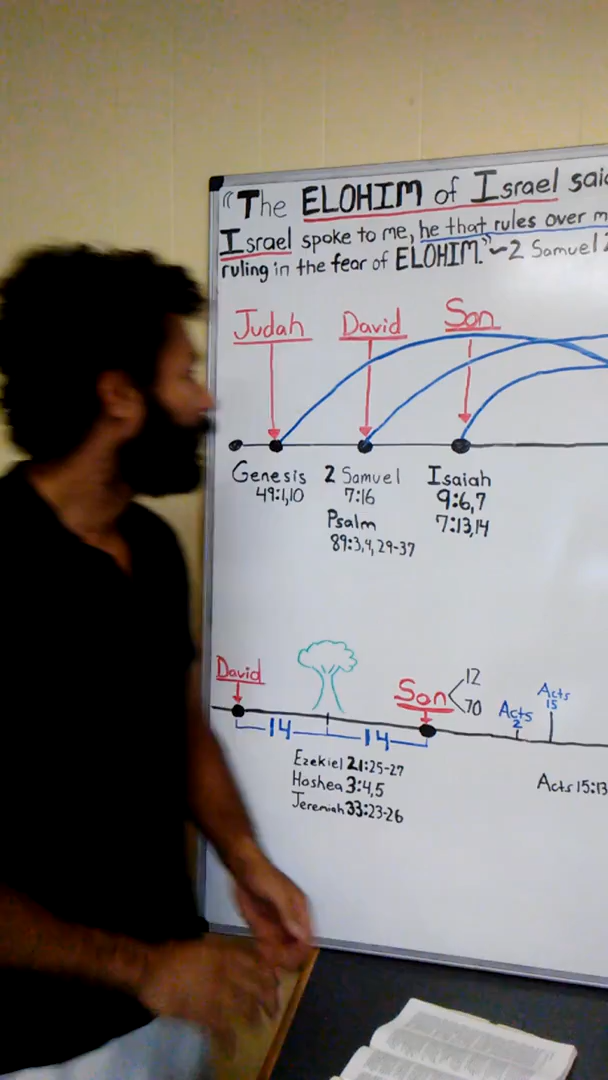 "The ELOHIM of Israel said
Israel spoke to me, he that rules over m
ruling in the fear of ELOHIM." ~2 Samuel 2
Judah David Son
Genesis 2 Samuel Isaiah
49:1,10 7:16 9:6,7
Psalm 7:13,14
89:3,4,29-37
David
Son 12
70
Acts
2
Acts
15
14 14
Ezekiel 21:25-27
Hoshea 3:4,5
Jeremiah 33:23-26
Acts 15:13